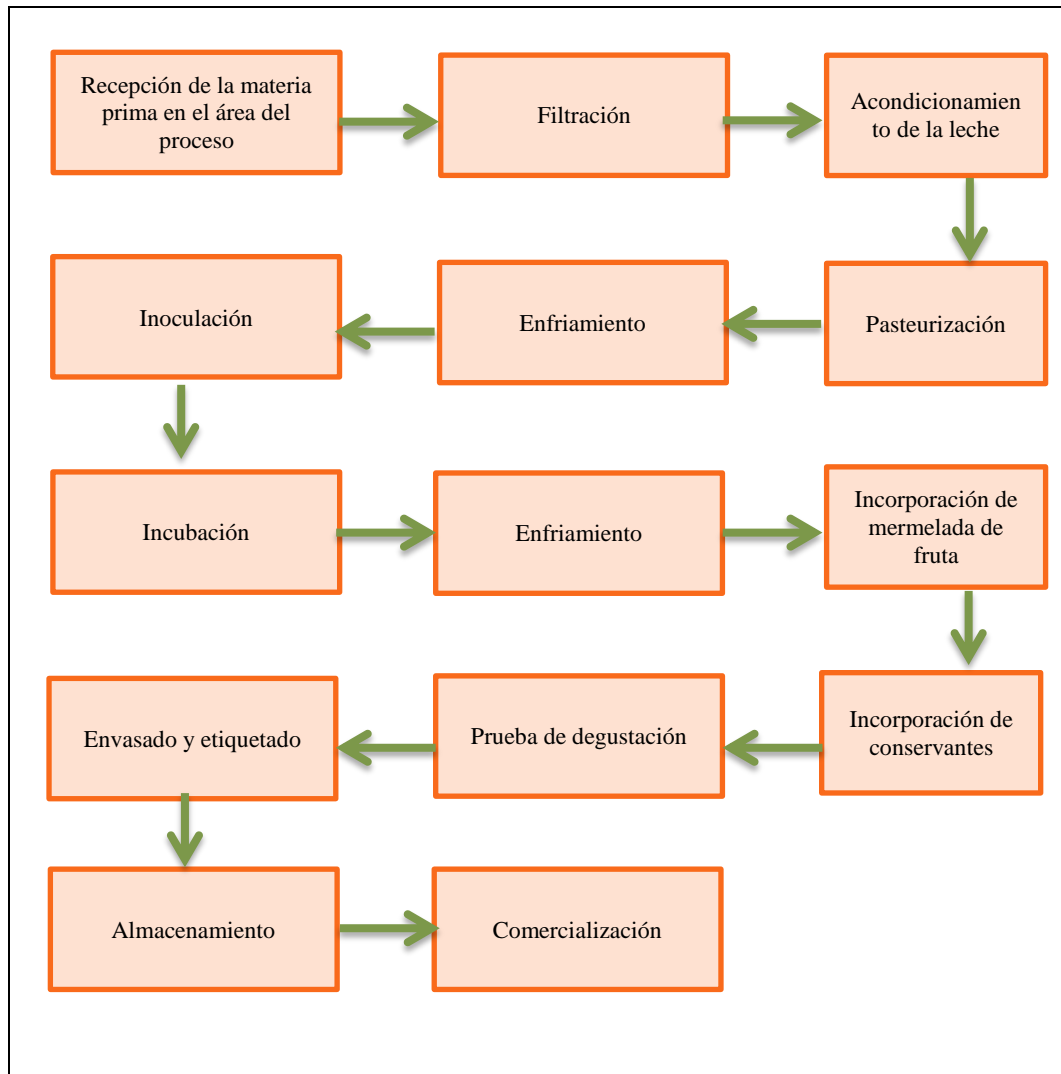 Recepción de la materia
prima en el área del
proceso
Filtración
Acondicionamien
to de la leche
Pasteurización
Enfriamiento
Inoculación
Incubación
Enfriamiento
Incorporación de
mermelada de
fruta
Incorporación de
conservantes
Prueba de degustación
Envasado y etiquetado
Almacenamiento
Comercialización